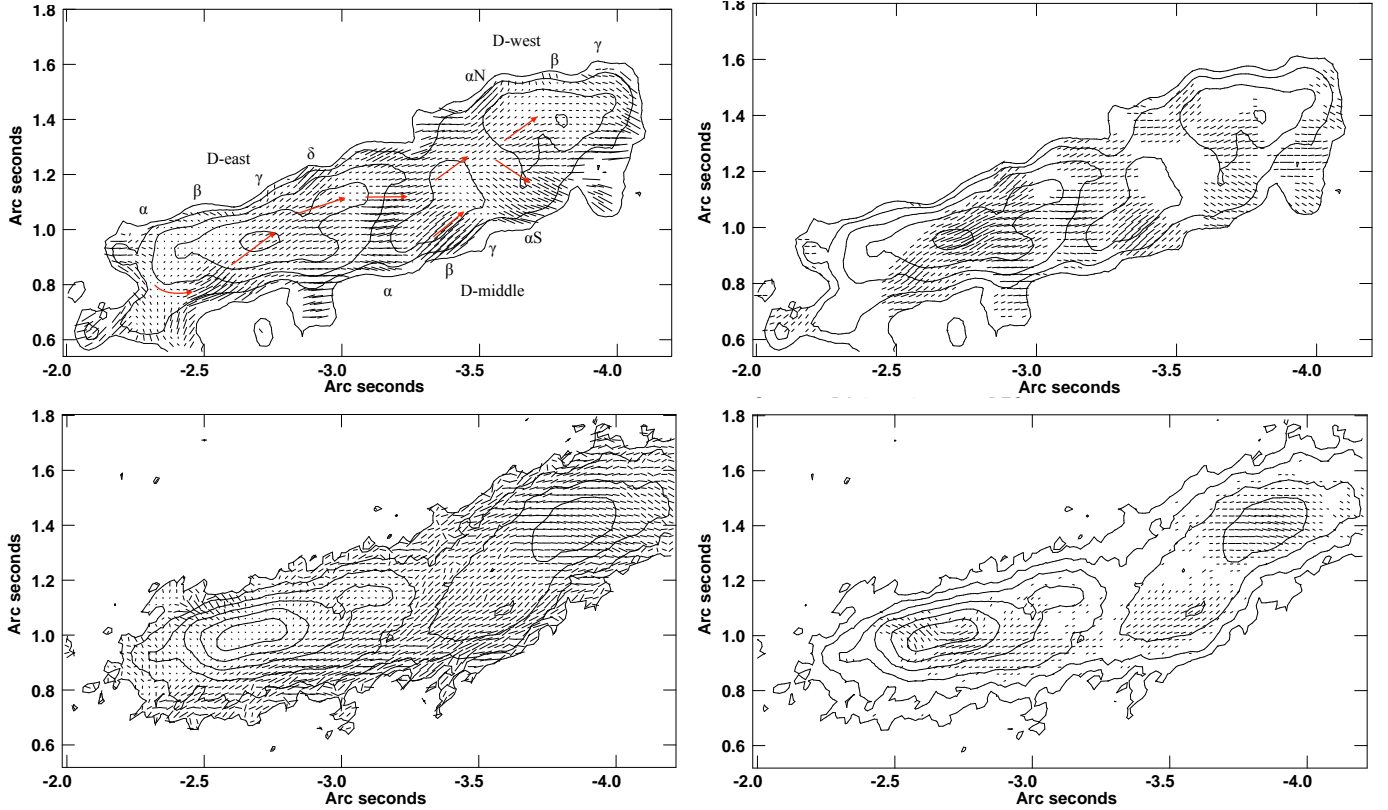 1.8
1.6
1.4
1.2
1.0
0.8
0.6
Arc seconds
-2.0
-2.5
-3.0
-3.5
-4.0
Arc seconds
D-west
γ
β
αN
D-east
δ
γ
β
α
αS
γ
β
α
D-middle
1.8
1.6
1.4
1.2
1.0
0.8
0.6
Arc seconds
-2.0
-2.5
-3.0
-3.5
-4.0
Arc seconds
1.8
1.6
1.4
1.2
1.0
0.8
0.6
Arc seconds
-2.0
-2.5
-3.0
-3.5
-4.0
Arc seconds
1.8
1.6
1.4
1.2
1.0
0.8
0.6
Arc seconds
-2.0
-2.5
-3.0
-3.5
-4.0
Arc seconds